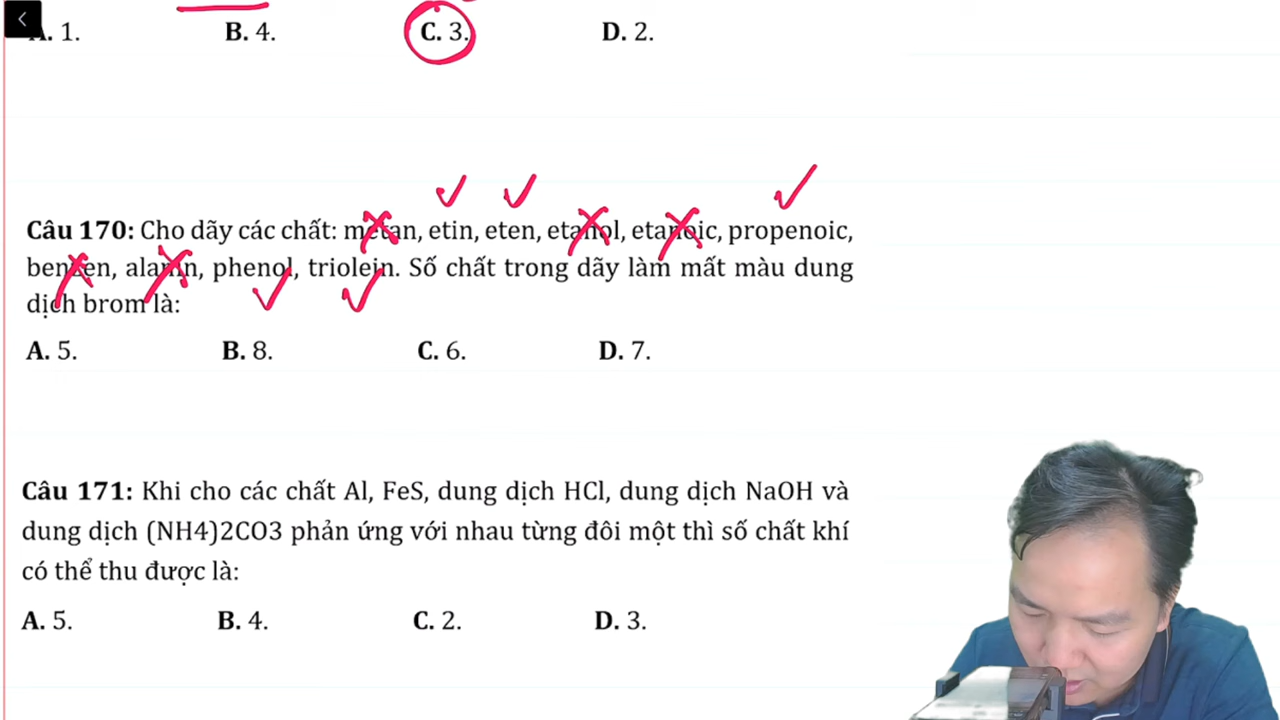 A. 1. B. 4. C. 3. D. 2.
Câu 170: Cho dãy các chất: metan, etin, eten, etanol, etanoic, propenoic,
benzen, alanin, phenol, triolein. Số chất trong dãy làm mất màu dung
dịch brom là:
A. 5. B. 8. C. 6. D. 7.
Câu 171: Khi cho các chất Al, FeS, dung dịch HCl, dung dịch NaOH và
dung dịch (NH4)2CO3 phản ứng với nhau từng đôi một thì số chất khí
có thể thu được là:
A. 5. B. 4. C. 2. D. 3.